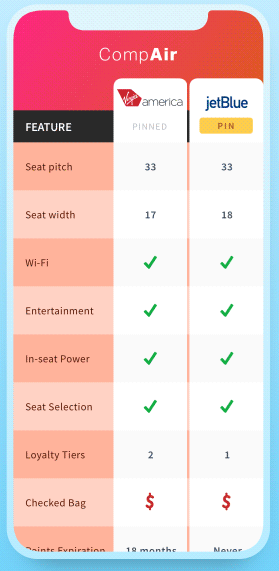 CompAir
Virgin america jetBlue
FEATURE PINNED PIN
Seat pitch 33 33
Seat width 17 18
Wi-Fi
Entertainment
In-seat Power
Seat Selection
Loyalty Tiers 2 1
Checked Bag $ $
Points Expiration 18 months Never